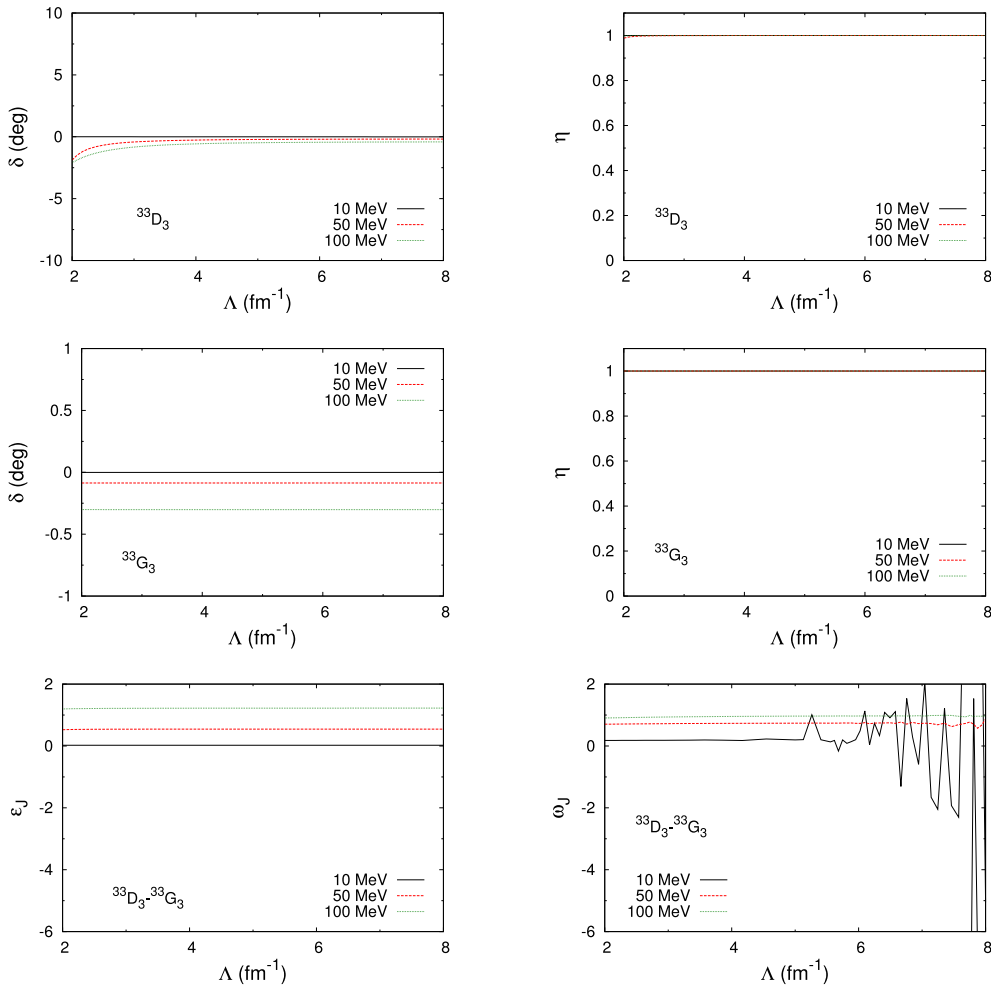 10
5
0
-5
-10
δ (deg)
³³D₃
10 MeV
50 MeV
100 MeV
2
4
6
8
Λ (fm⁻¹)
1
0.8
0.6
0.4
0.2
0
η
³³D₃
10 MeV
50 MeV
100 MeV
2
4
6
8
Λ (fm⁻¹)
1
0.5
0
-0.5
-1
δ (deg)
10 MeV
50 MeV
100 MeV
³³G₃
2
4
6
8
Λ (fm⁻¹)
1
0.8
0.6
0.4
0.2
0
η
³³G₃
10 MeV
50 MeV
100 MeV
2
4
6
8
Λ (fm⁻¹)
2
0
-2
-4
-6
ε_J
³³D₃-³³G₃
10 MeV
50 MeV
100 MeV
2
4
6
8
Λ (fm⁻¹)
2
0
-2
-4
-6
ω_J
³³D₃-³³G₃
10 MeV
50 MeV
100 MeV
2
4
6
8
Λ (fm⁻¹)